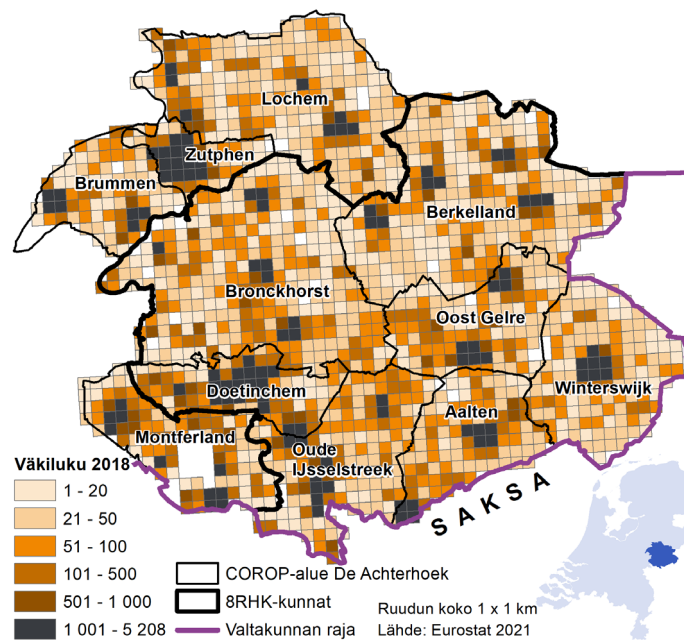 Lochem
Zutphen
Brummen
Berkelland
Bronckhorst
Oost Gelre
Doetinchem
Winterswijk
Aalten
Montferland
Oude
IJsselstreek
SAKSA
Väkiluku 2018
1 - 20
21 - 50
51 - 100
101 - 500
501 - 1 000
1 001 - 5 208
COROP-alue De Achterhoek
8RHK-kunnat
Valtakunnan raja
Ruudun koko 1 x 1 km
Lähde: Eurostat 2021